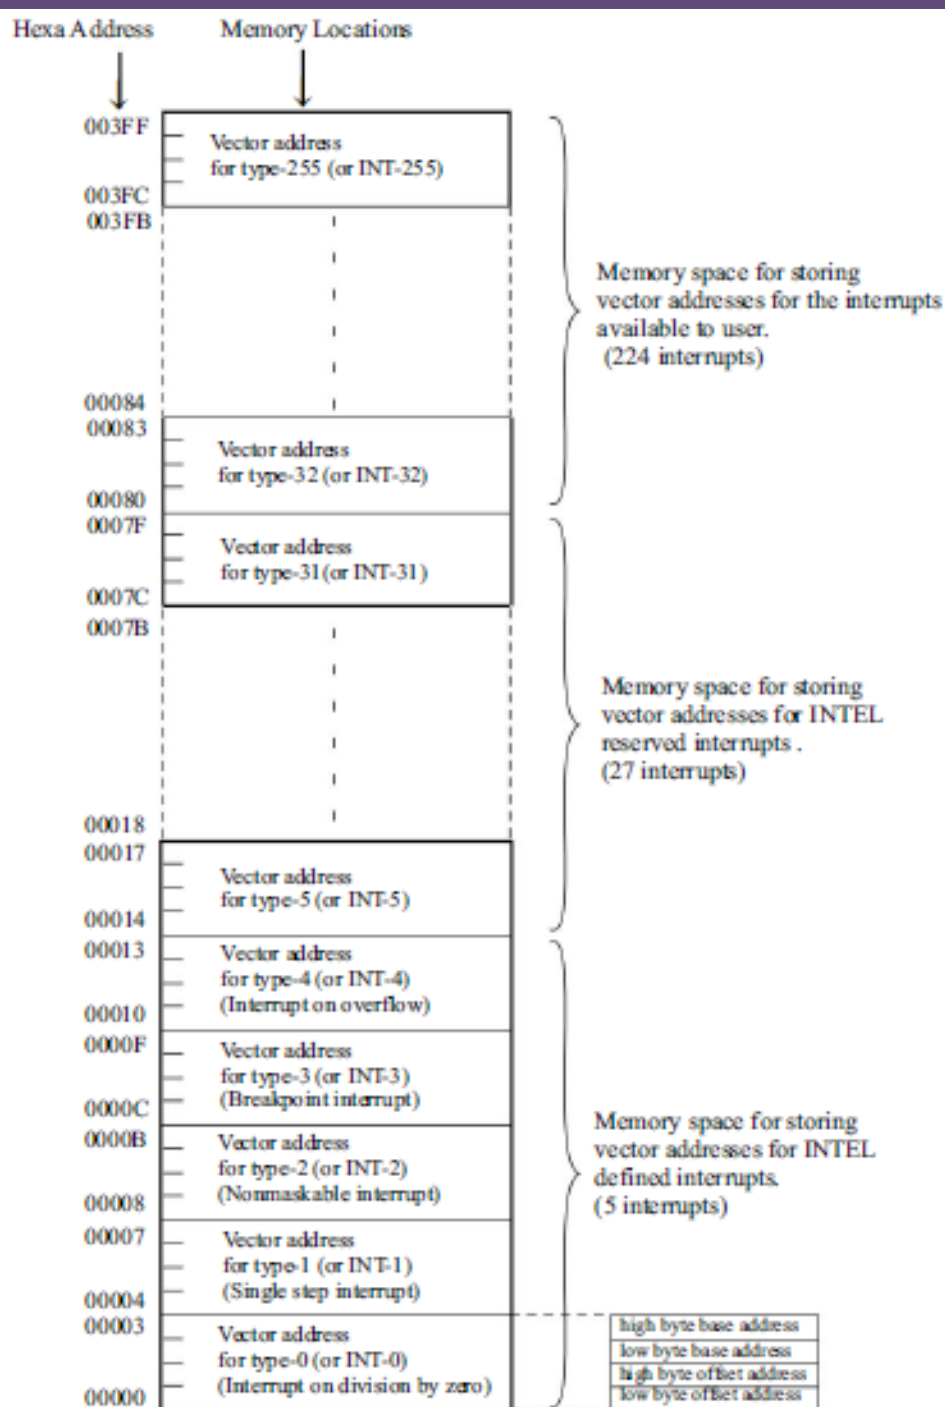 Hexa Address Memory Locations
003FF
Vector address
for type-255 (or INT-255)
003FC
003FB
Memory space for storing
vector addresses for the interrupts
available to user.
(224 interrupts)
00084
00083
Vector address
for type-32 (or INT-32)
00080
0007F
Vector address
for type-31 (or INT-31)
0007C
0007B
Memory space for storing
vector addresses for INTEL
reserved interrupts .
(27 interrupts)
00018
00017
Vector address
for type-5 (or INT-5)
00014
00013
Vector address
for type-4 (or INT-4)
(Interrupt on overflow)
00010
0000F
Vector address
for type-3 (or INT-3)
(Breakpoint interrupt)
0000C
0000B
Vector address
for type-2 (or INT-2)
(Nonmaskable interrupt)
00008
Memory space for storing
vector addresses for INTEL
defined interrupts.
(5 interrupts)
00007
Vector address
for type-1 (or INT-1)
(Single step interrupt)
00004
00003
Vector address
for type-0 (or INT-0)
(Interrupt on division by zero)
00000
high byte base address
low byte base address
high byte offset address
low byte offset address